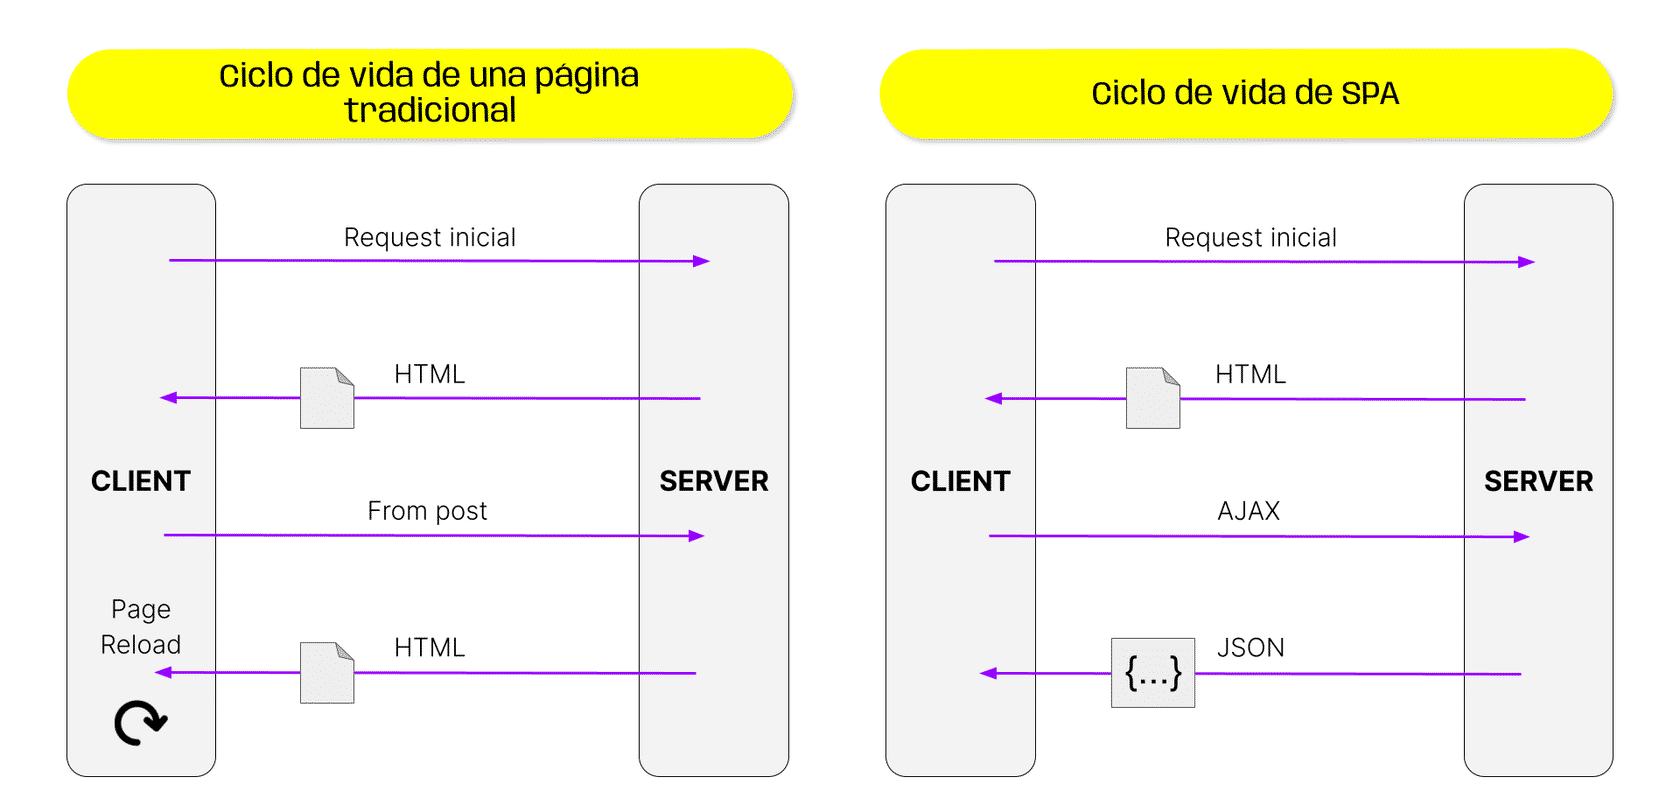 Ciclo de vida de una página
tradicional
Request inicial
HTML
CLIENT
SERVER
From post
Page
Reload
HTML
Ciclo de vida de SPA
Request inicial
HTML
CLIENT
SERVER
AJAX
JSON
{...}